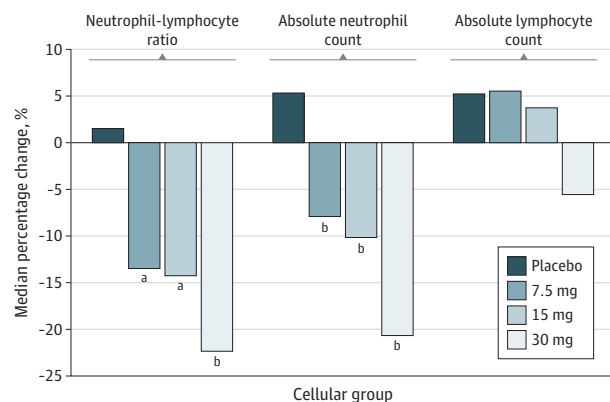 Neutrophil-lymphocyte
ratio
Absolute neutrophil
count
Absolute lymphocyte
count
10
5
0
-5
-10
-15
-20
-25
Median percentage change, %
a
a
b
b
b
b
Placebo
7.5 mg
15 mg
30 mg
Cellular group